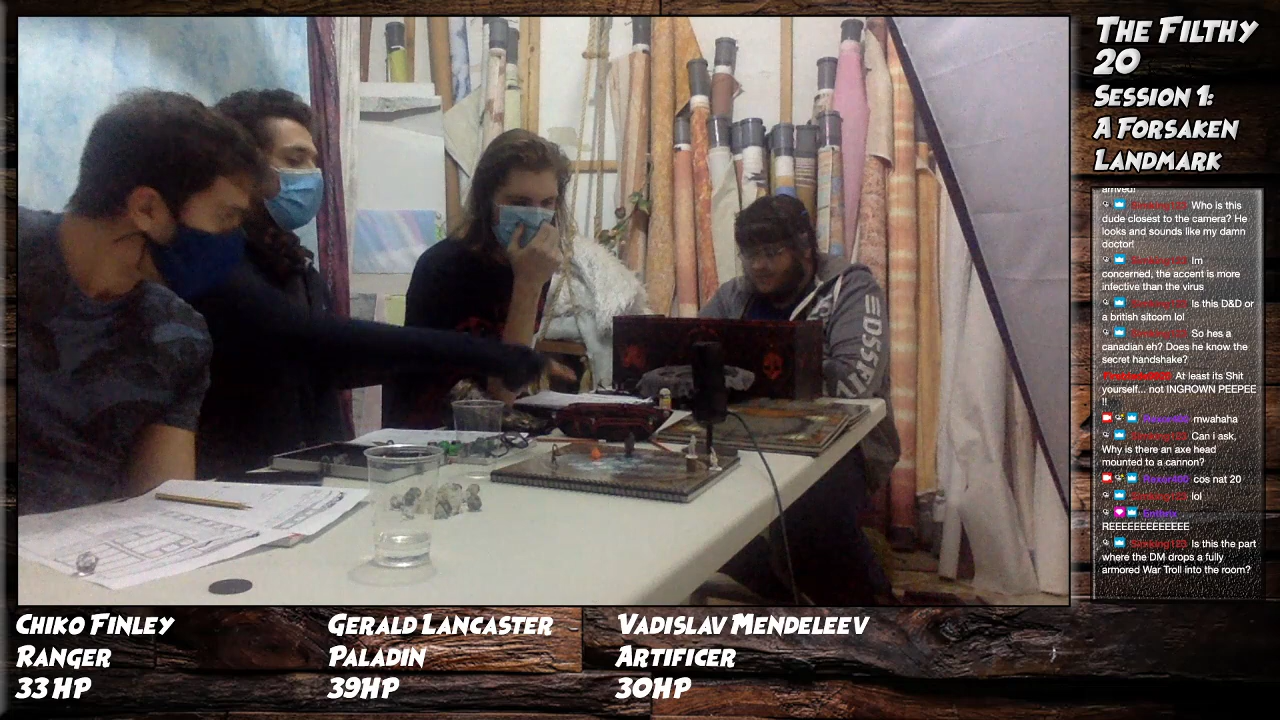 THE FILTHY
20
SESSION 1:
A FORSAKEN
LANDMARK
arrived!
Who is this
dude closest to the camera? He
looks and sounds like my damn
doctor!
Im
concerned, the accent is more
infective than the virus
Is this D&D or
a british sitcom lol
So hes a
canadian eh? Does he know the
secret handshake?
At least its Shit
yourself... not INGROWN PEEPEE
!!
mwahaha
Can i ask,
Why is there an axe head
mounted to a cannon?
cos nat 20
lol
REEEEEEEEEEEEE
Is this the part
where the DM drops a fully
armored War Troll into the room?
CHIKO FINLEY
RANGER
33 HP
GERALD LANCASTER
PALADIN
39HP
VADISLAV MENDELEEV
ARTIFICER
30HP